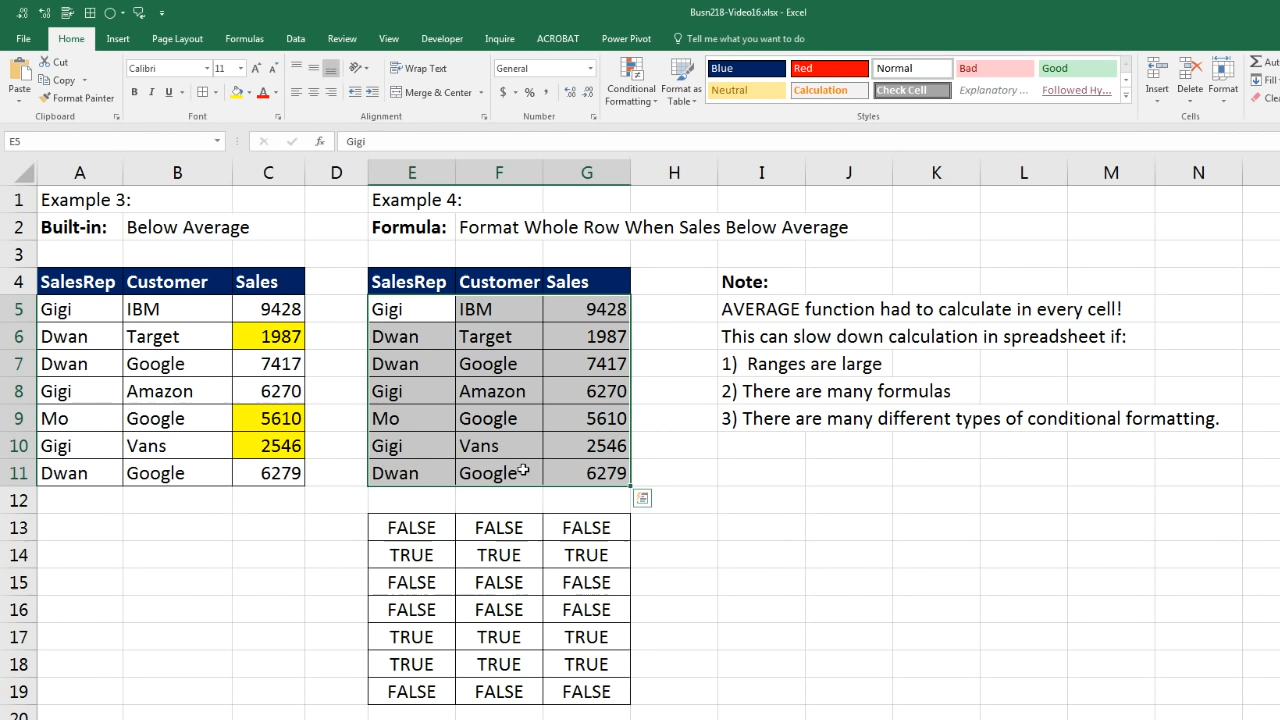 Busn218-Video16.xlsx - Excel
File Home Insert Page Layout Formulas Data Review View Developer Inquire ACROBAT Power Pivot Tell me what you want to do
Paste
Cut
Copy
Format Painter
Clipboard
Calibri 11
B I U
Font
Wrap Text
Merge & Center
Alignment
General
$ % ,
Number
Conditional Formatting
Format as Table
Blue Red Normal Bad Good
Neutral Calculation Check Cell Explanatory ... Followed Hy...
Styles
Insert Delete Format
Cells
Σ
Fill
E5 fx Gigi
A B C D E F G H I J K L M N
1 Example 3: Example 4:
2 Built-in: Below Average Formula: Format Whole Row When Sales Below Average
3
4 SalesRep Customer Sales SalesRep Customer Sales Note:
5 Gigi IBM 9428 Gigi IBM 9428 AVERAGE function had to calculate in every cell!
6 Dwan Target 1987 Dwan Target 1987 This can slow down calculation in spreadsheet if:
7 Dwan Google 7417 Dwan Google 7417 1) Ranges are large
8 Gigi Amazon 6270 Gigi Amazon 6270 2) There are many formulas
9 Mo Google 5610 Mo Google 5610 3) There are many different types of conditional formatting.
10 Gigi Vans 2546 Gigi Vans 2546
11 Dwan Google 6279 Dwan Google 6279
12
13 FALSE FALSE FALSE
14 TRUE TRUE TRUE
15 FALSE FALSE FALSE
16 FALSE FALSE FALSE
17 TRUE TRUE TRUE
18 TRUE TRUE TRUE
19 FALSE FALSE FALSE
20